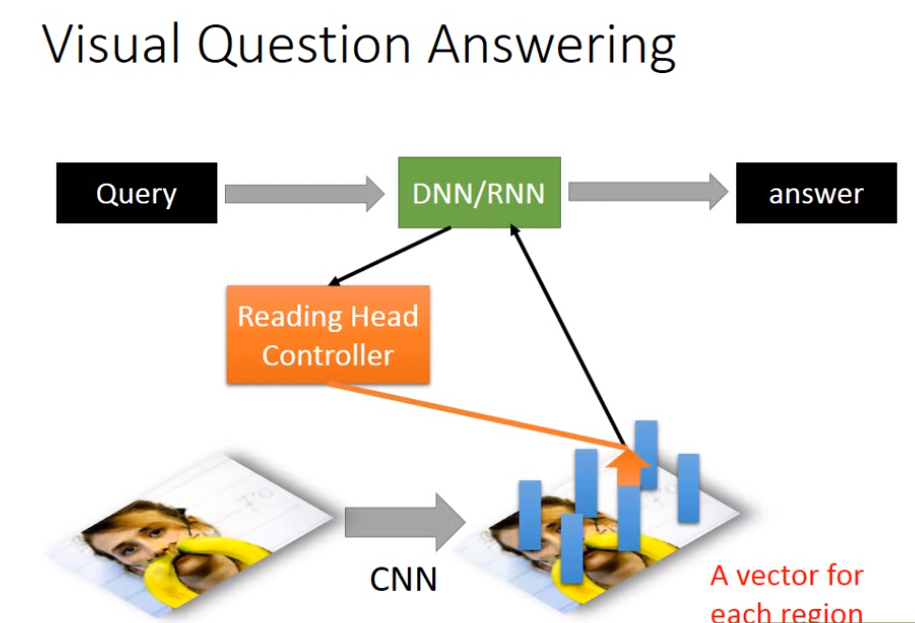 Visual Question Answering
Query
DNN/RNN
answer
Reading Head
Controller
CNN
A vector for
each region